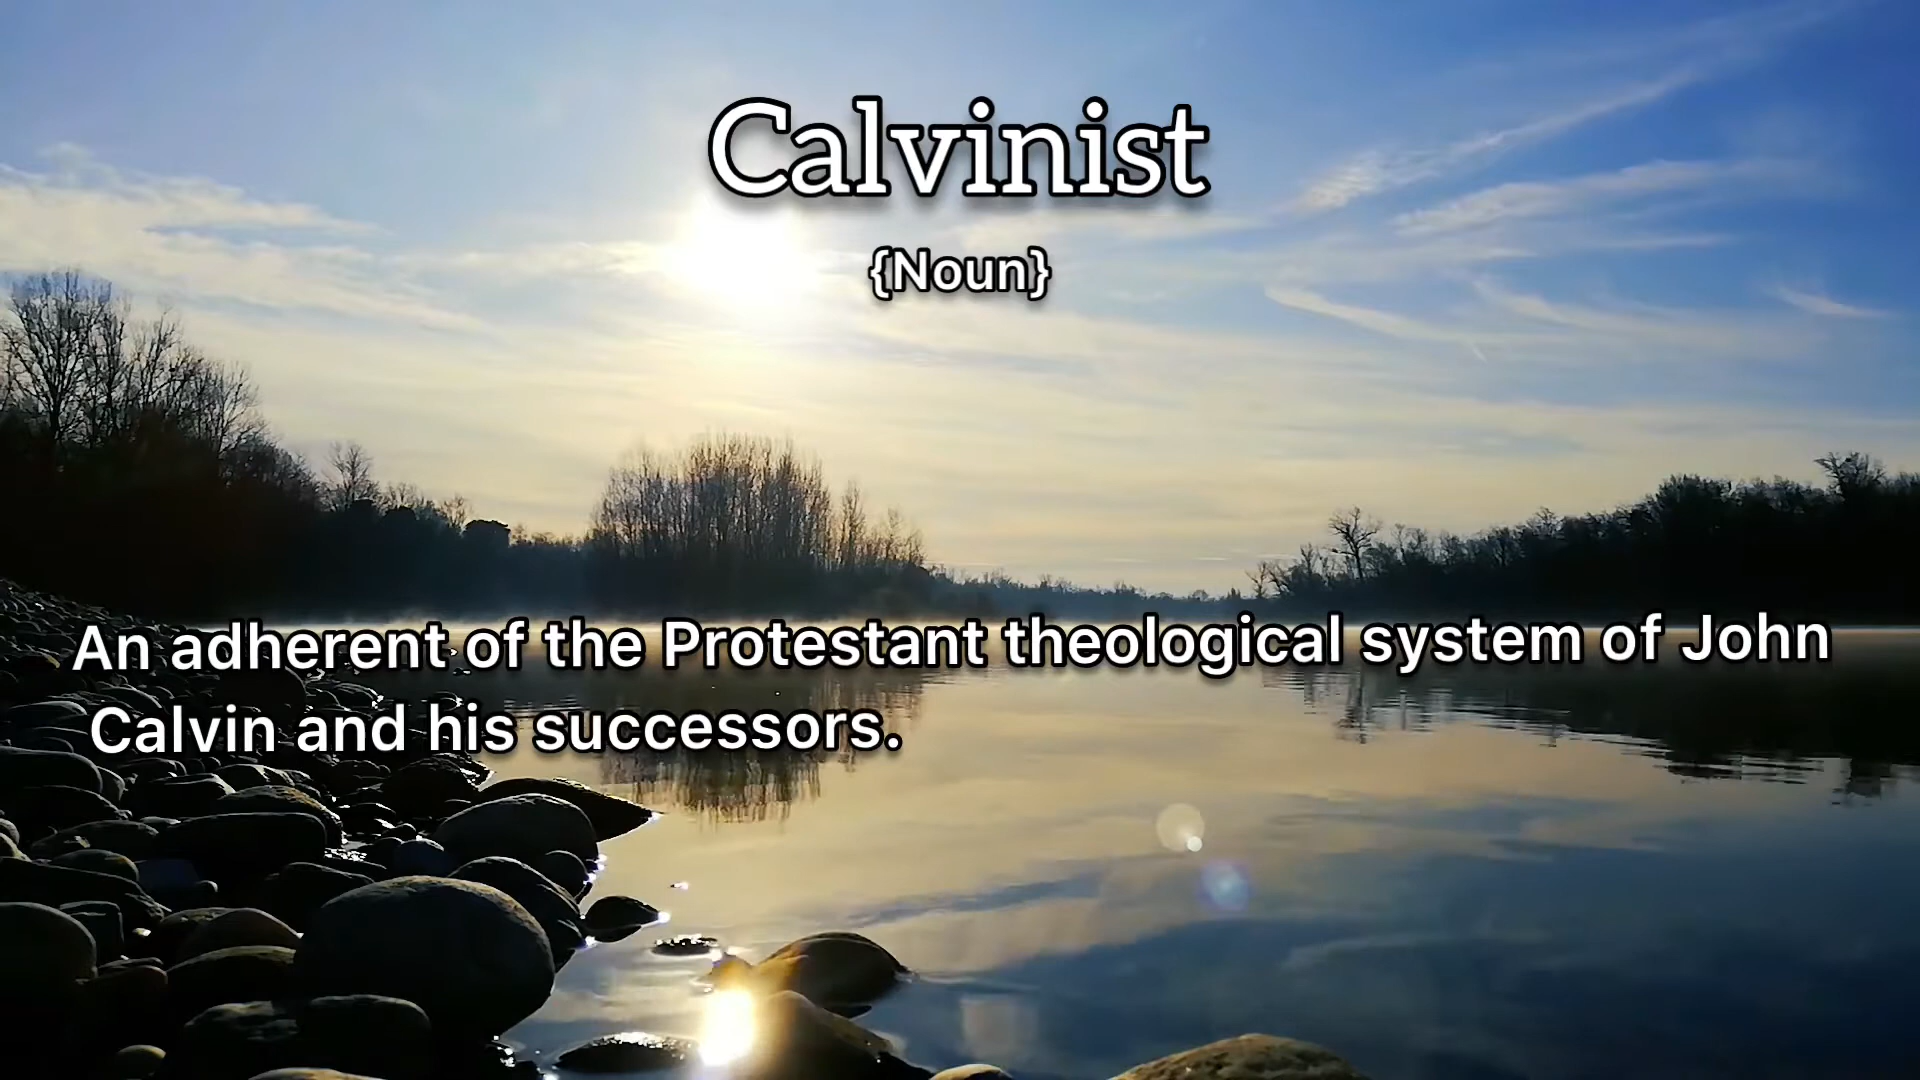 Calvinist
{Noun}
An adherent of the Protestant theological system of John
Calvin and his successors.